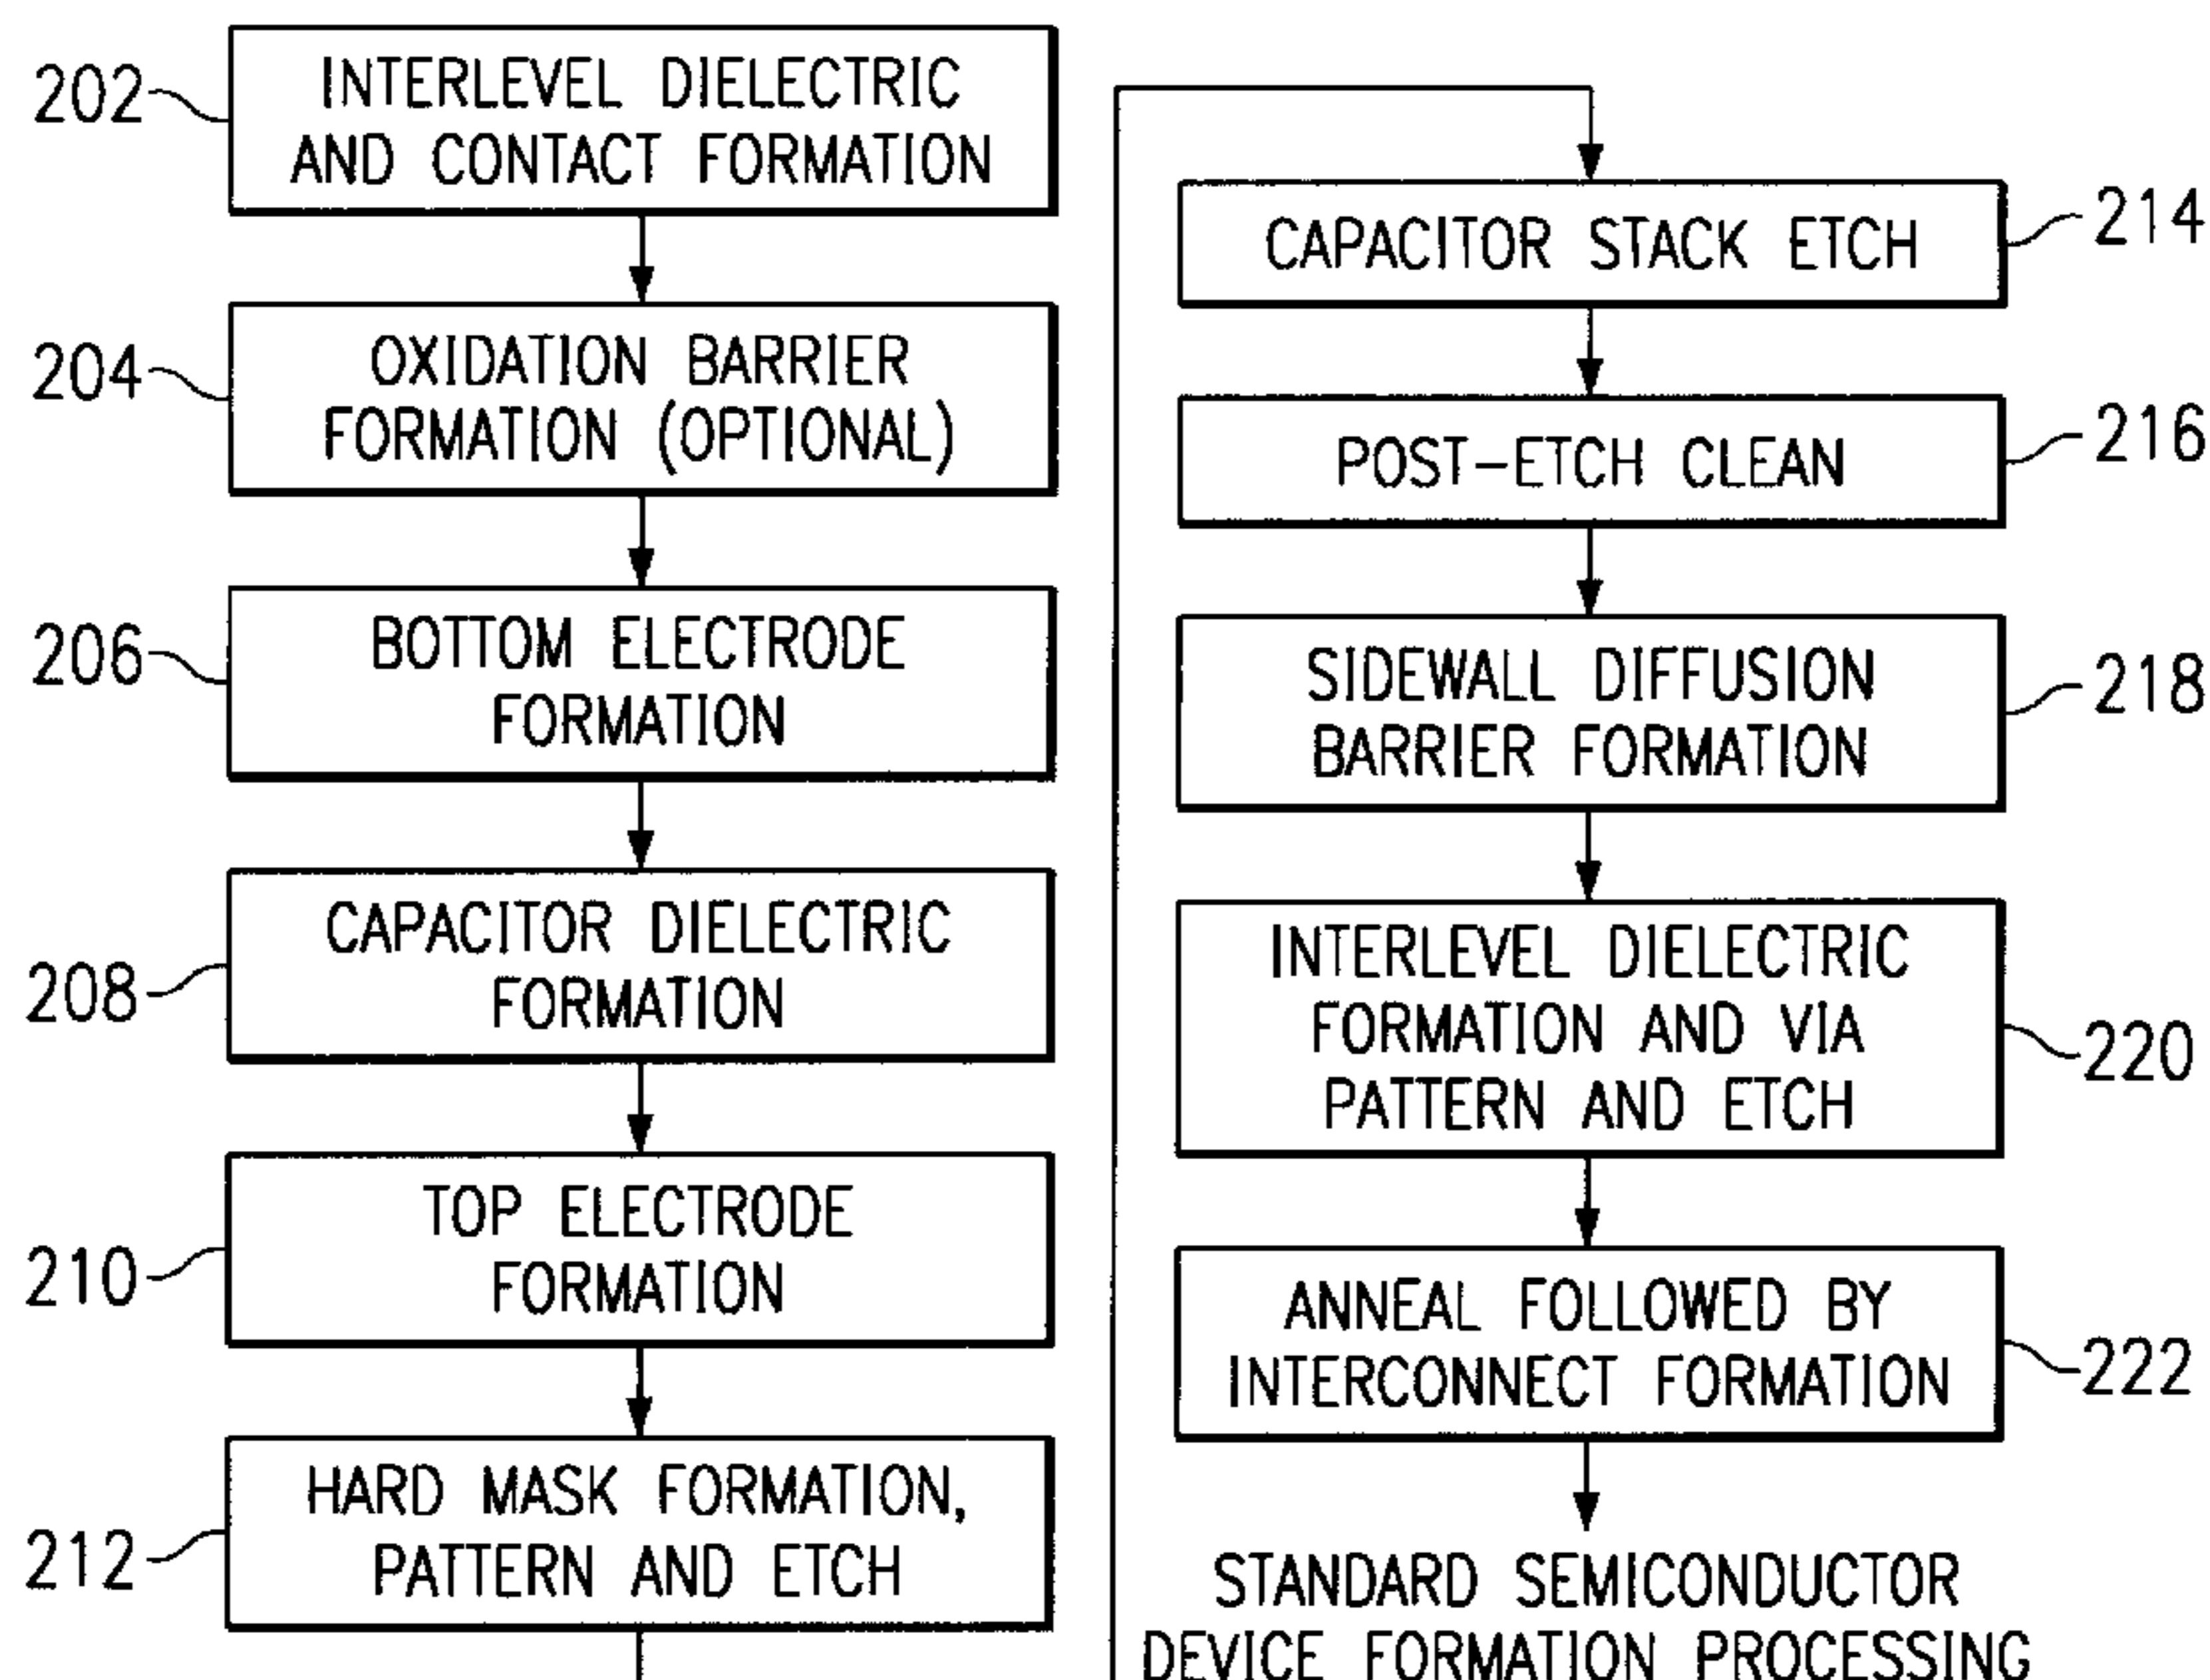 202
INTERLEVEL DIELECTRIC
AND CONTACT FORMATION
204
OXIDATION BARRIER
FORMATION (OPTIONAL)
206
BOTTOM ELECTRODE
FORMATION
208
CAPACITOR DIELECTRIC
FORMATION
210
TOP ELECTRODE
FORMATION
212
HARD MASK FORMATION,
PATTERN AND ETCH
CAPACITOR STACK ETCH
214
POST-ETCH CLEAN
216
SIDEWALL DIFFUSION
BARRIER FORMATION
218
INTERLEVEL DIELECTRIC
FORMATION AND VIA
PATTERN AND ETCH
220
ANNEAL FOLLOWED BY
INTERCONNECT FORMATION
222
STANDARD SEMICONDUCTOR
DEVICE FORMATION PROCESSING